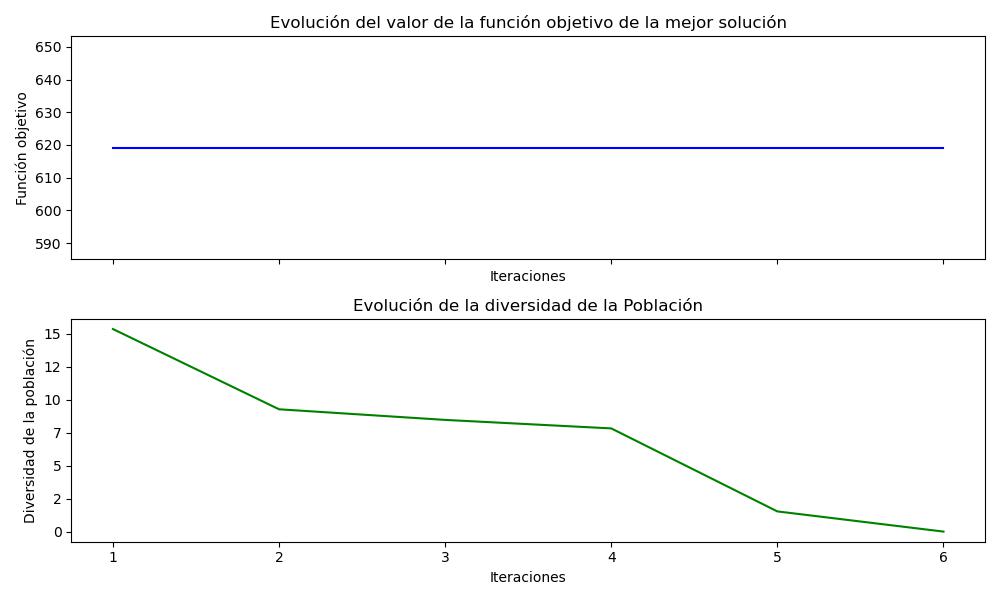 Evolución del valor de la función objetivo de la mejor solución
Función objetivo
650
640
630
620
610
600
590
Iteraciones
Evolución de la diversidad de la Población
Diversidad de la población
15
12
10
7
5
2
0
1 2 3 4 5 6
Iteraciones